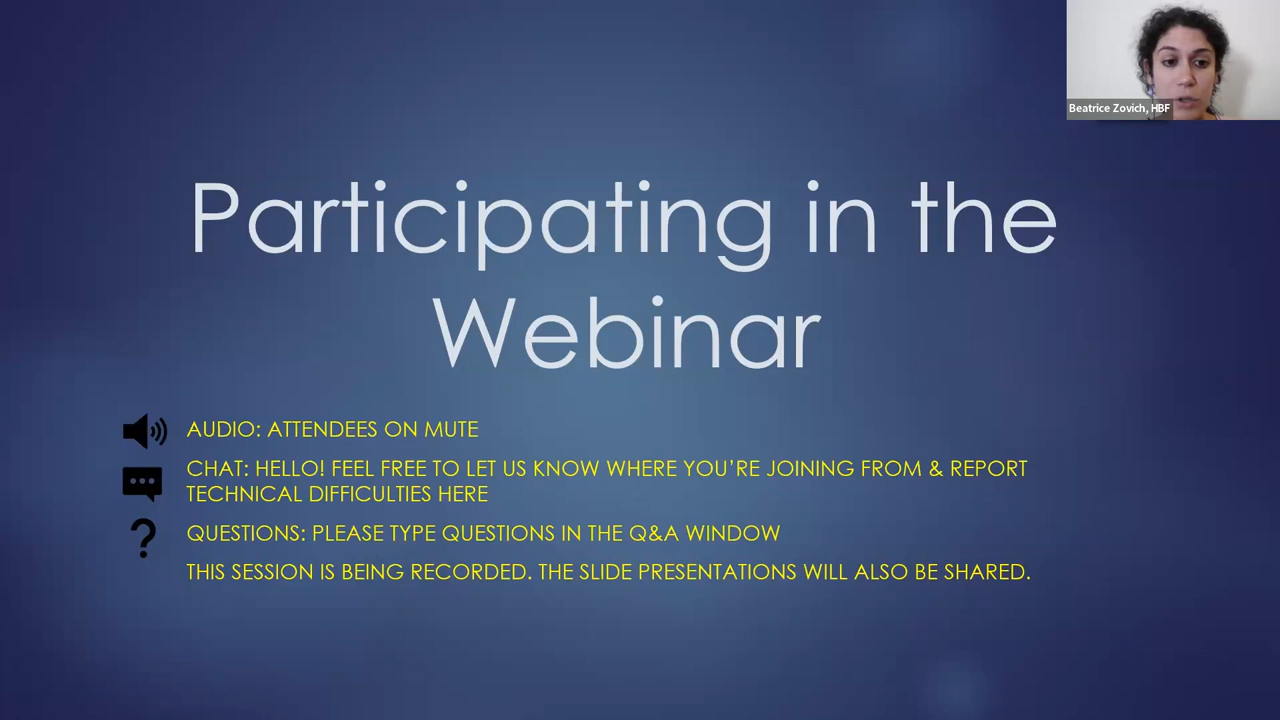 Beatrice Zovich, HBF
Participating in the
Webinar
AUDIO: ATTENDEES ON MUTE
CHAT: HELLO! FEEL FREE TO LET US KNOW WHERE YOU’RE JOINING FROM & REPORT
TECHNICAL DIFFICULTIES HERE
QUESTIONS: PLEASE TYPE QUESTIONS IN THE Q&A WINDOW
THIS SESSION IS BEING RECORDED. THE SLIDE PRESENTATIONS WILL ALSO BE SHARED.